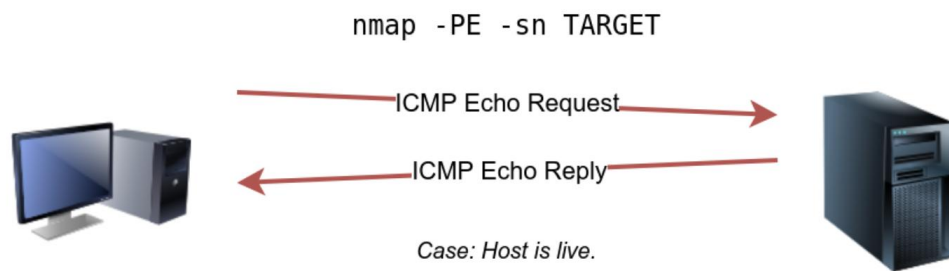 nmap -PE -sn TARGET
ICMP Echo Request
ICMP Echo Reply
Case: Host is live.